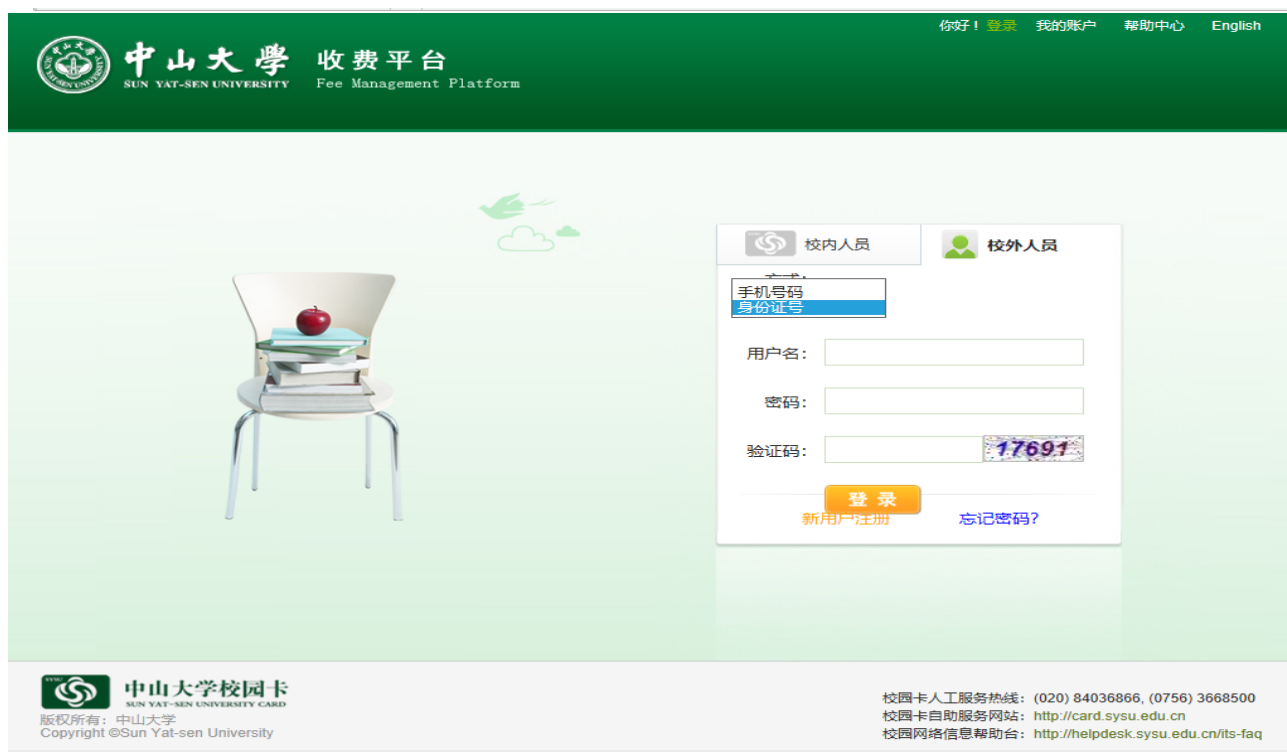 你好！登录 我的账户 帮助中心 English
中山大學 收费平台
SUN YAT-SEN UNIVERSITY Fee Management Platform
校内人员 校外人员
方式：
手机号码
身份证号
用户名：
密码：
验证码： 17691
登 录
新用户注册 忘记密码?
中山大学校园卡
SUN YAT-SEN UNIVERSITY CARD
版权所有：中山大学
Copyright ©Sun Yat-sen University
校园卡人工服务热线：(020) 84036866, (0756) 3668500
校园卡自助服务网站：http://card.sysu.edu.cn
校园网络信息帮助台：http://helpdesk.sysu.edu.cn/its-faq